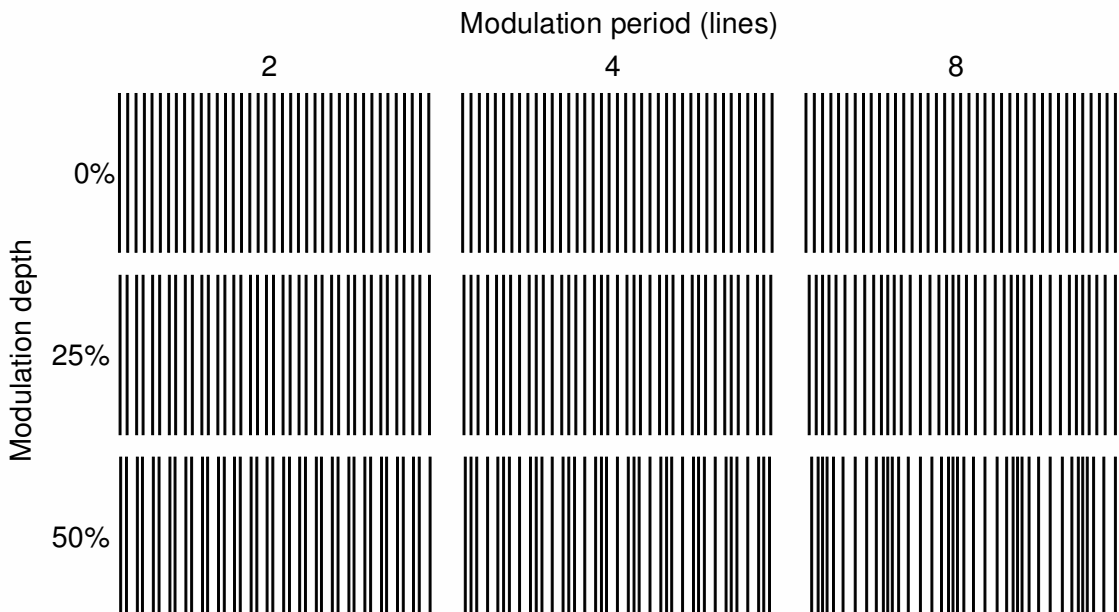 Modulation period (lines)
2 4 8
Modulation depth
0%
25%
50%